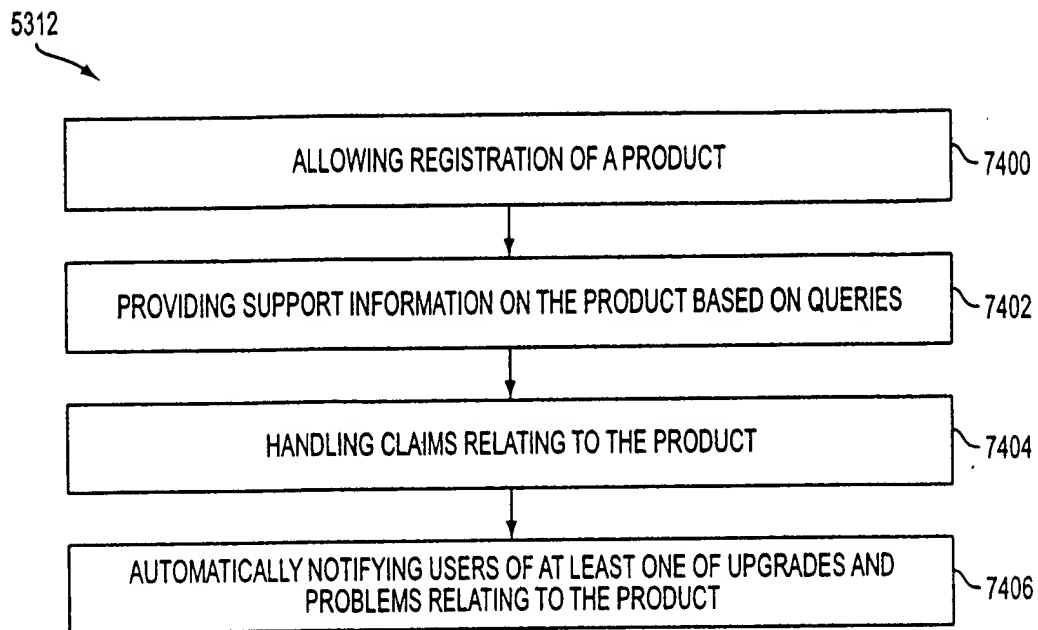 5312
ALLOWING REGISTRATION OF A PRODUCT
7400
PROVIDING SUPPORT INFORMATION ON THE PRODUCT BASED ON QUERIES
7402
HANDLING CLAIMS RELATING TO THE PRODUCT
7404
AUTOMATICALLY NOTIFYING USERS OF AT LEAST ONE OF UPGRADES AND
PROBLEMS RELATING TO THE PRODUCT
7406